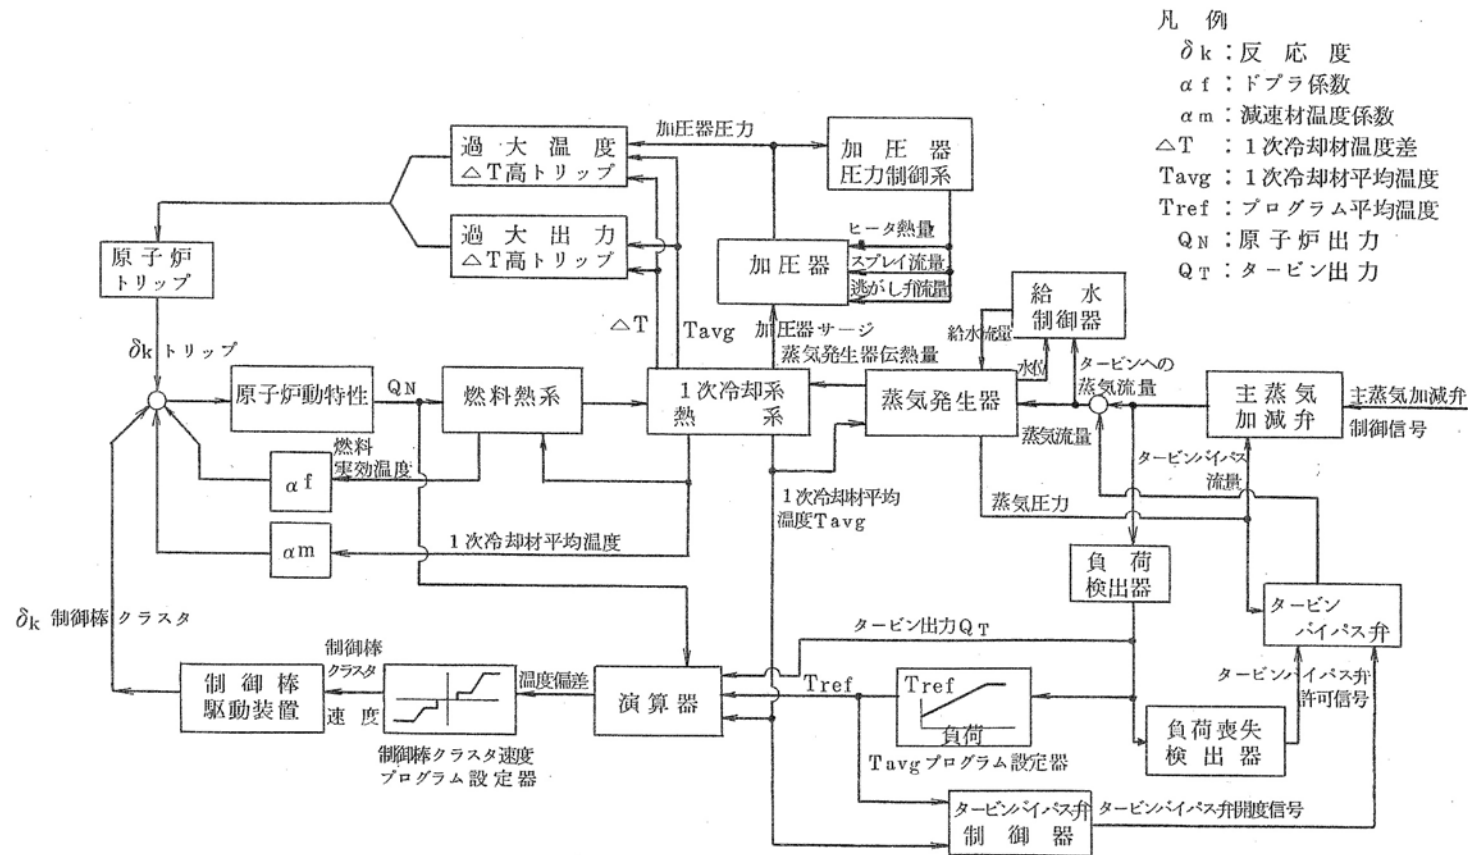 凡例
δk：反応度
αf：ドプラ係数
αm：減速材温度係数
△T：1次冷却材温度差
Tavg：1次冷却材平均温度
Tref：プログラム平均温度
QN：原子炉出力
QT：タービン出力
過大温度
△T高トリップ
加圧器圧力
加圧器
圧力制御系
過大出力
△T高トリップ
原子炉
トリップ
加圧器
ヒータ熱量
スプレイ流量
逃がし弁流量
給水
制御器
給水流量
水位
△T
Tavg
加圧器サージ
蒸気発生器伝熱量
タービンへの
蒸気流量
δkトリップ
原子炉動特性
QN
燃料熱系
1次冷却系
熱系
蒸気発生器
蒸気流量
主蒸気
加減弁
主蒸気加減弁
制御信号
燃料
実効温度
αf
αm
1次冷却材平均温度
1次冷却材平均
温度Tavg
蒸気圧力
タービンバイパス
流量
負荷
検出器
タービン
バイパス弁
δk 制御棒クラスタ
タービン出力QT
タービンバイパス弁
許可信号
制御棒
駆動装置
制御棒
クラスタ
速度
制御棒クラスタ速度
プログラム設定器
温度偏差
演算器
Tref
Tref
負荷
Tavgプログラム設定器
負荷喪失
検出器
タービンバイパス弁
制御器
タービンバイパス弁開度信号